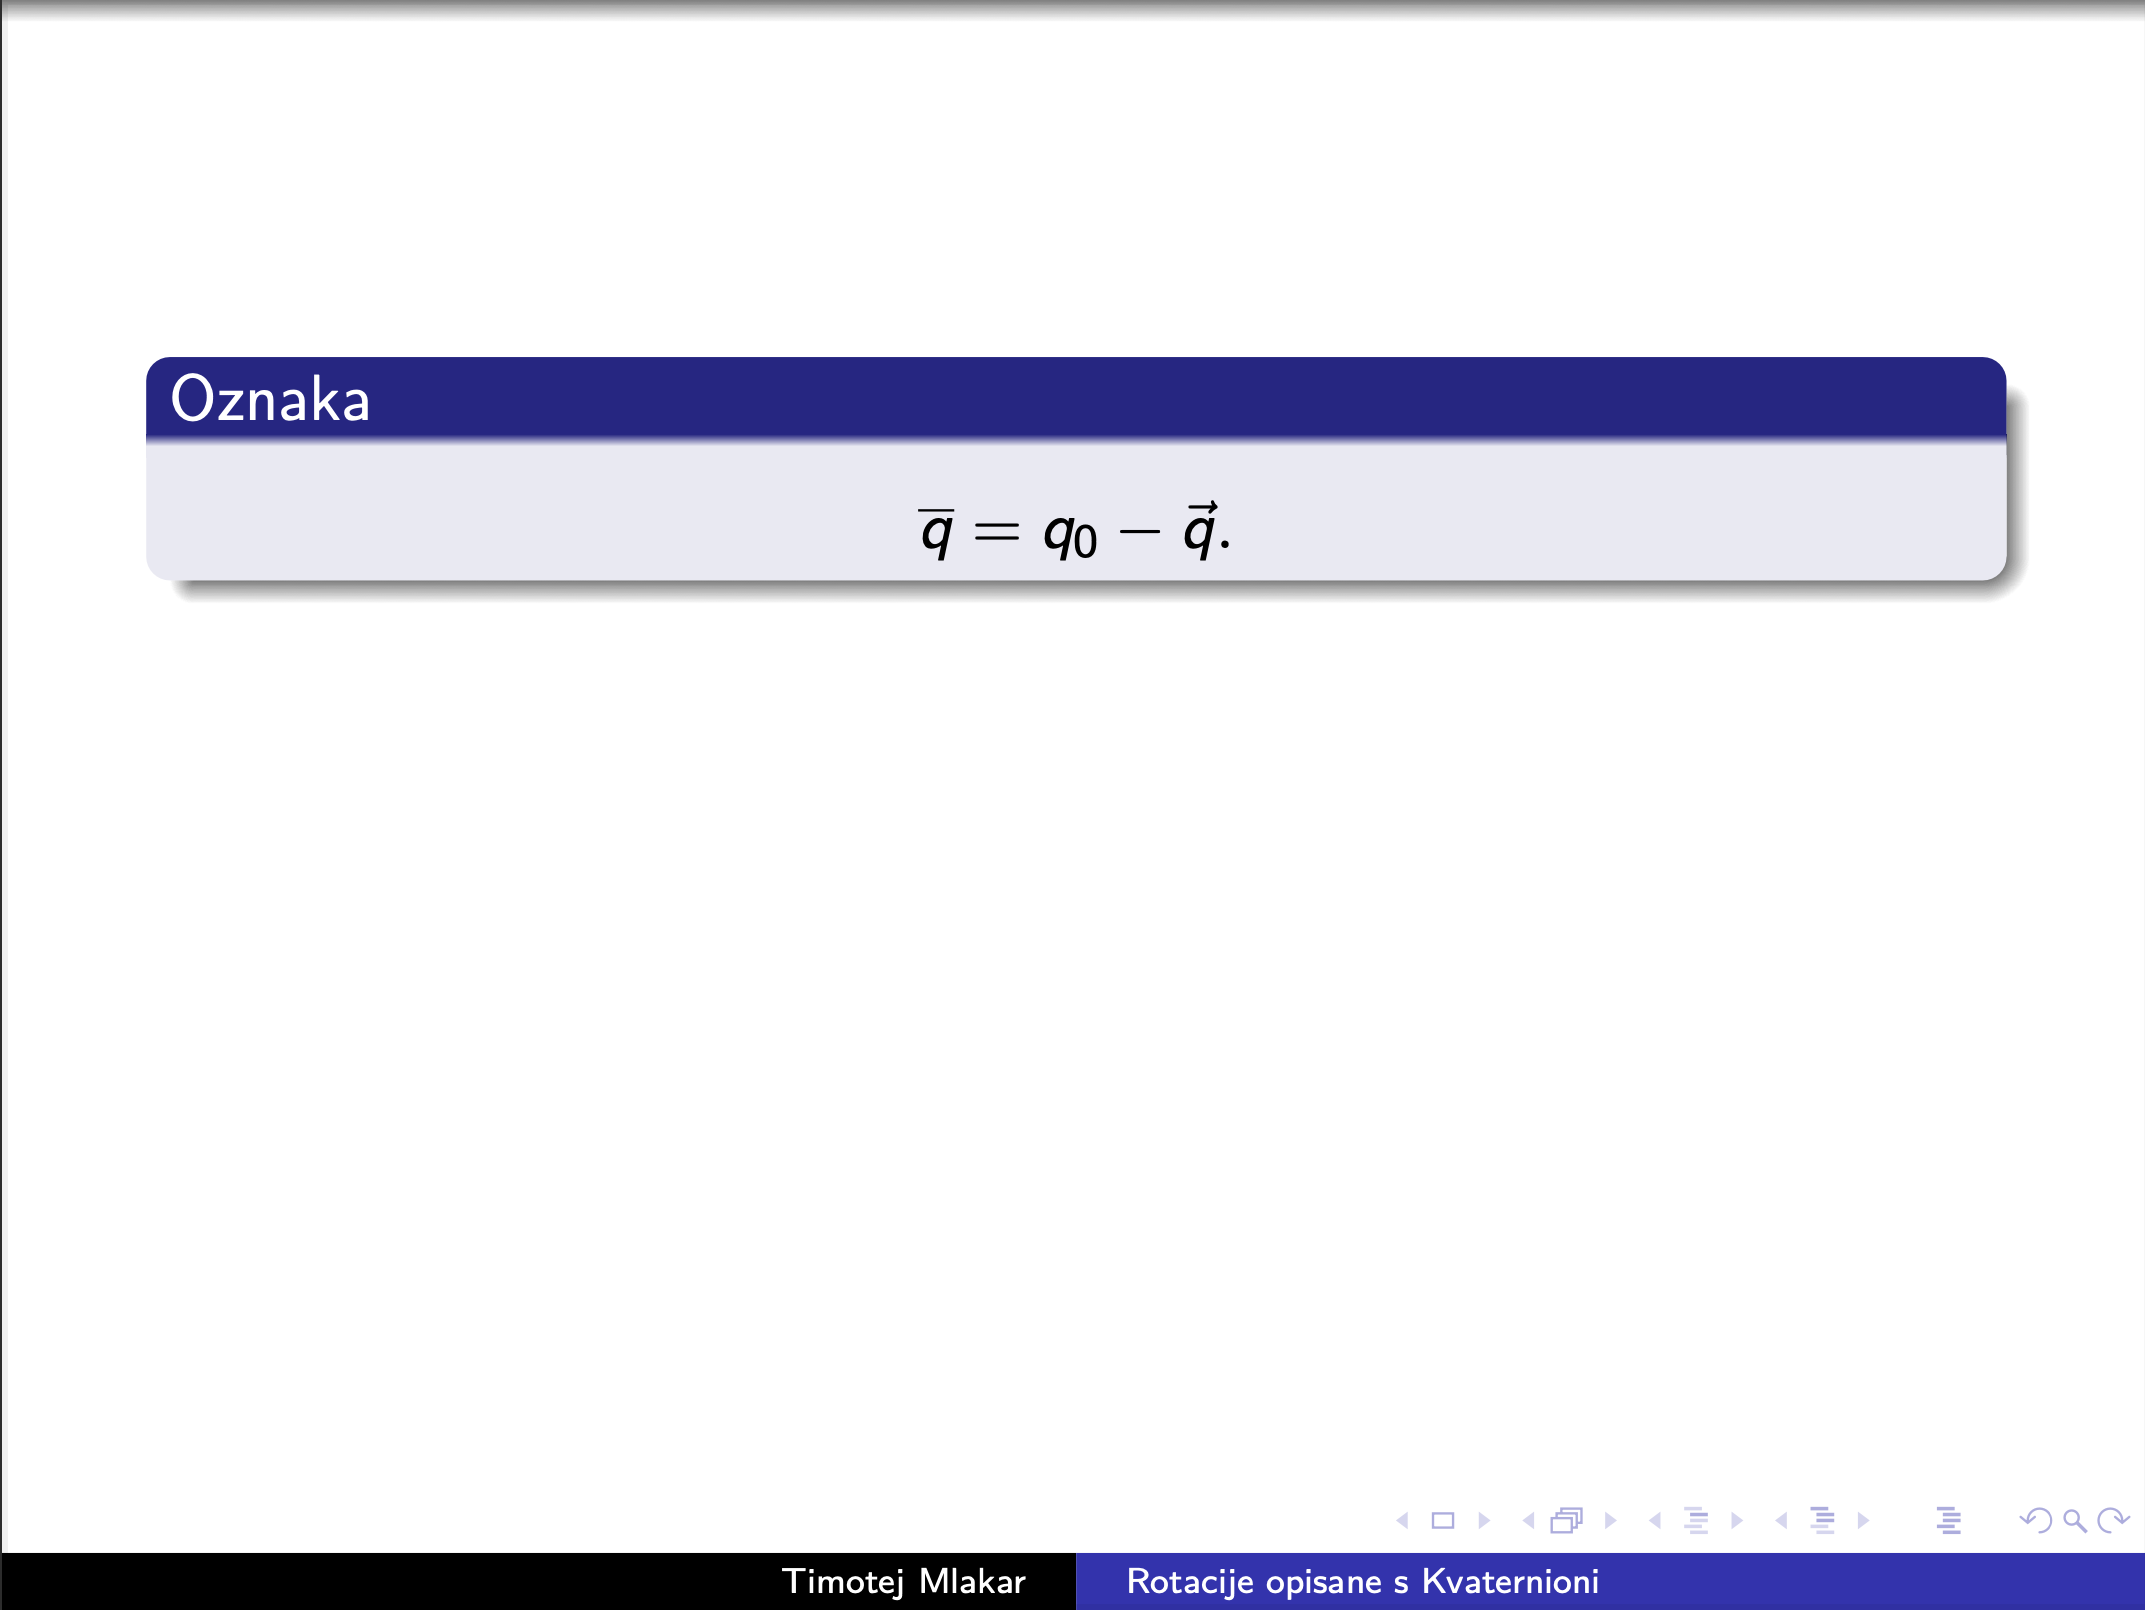 Oznaka
q̅ = q₀ − q⃗.
Timotej Mlakar
Rotacije opisane s Kvaternioni